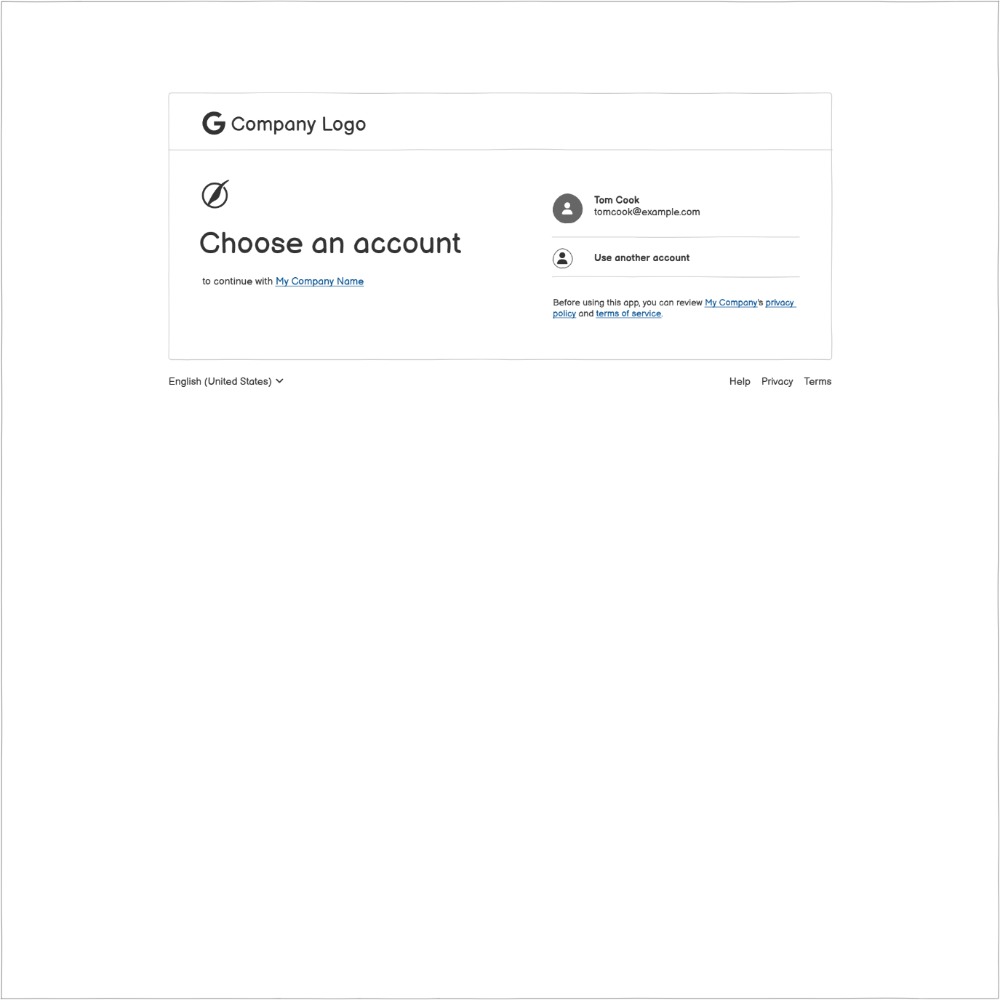 Company Logo
Choose an account
to continue with My Company Name
Tom Cook
tomcook@example.com
Use another account
Before using this app, you can review My Company's privacy
policy and terms of service.
English (United States)
Help Privacy Terms